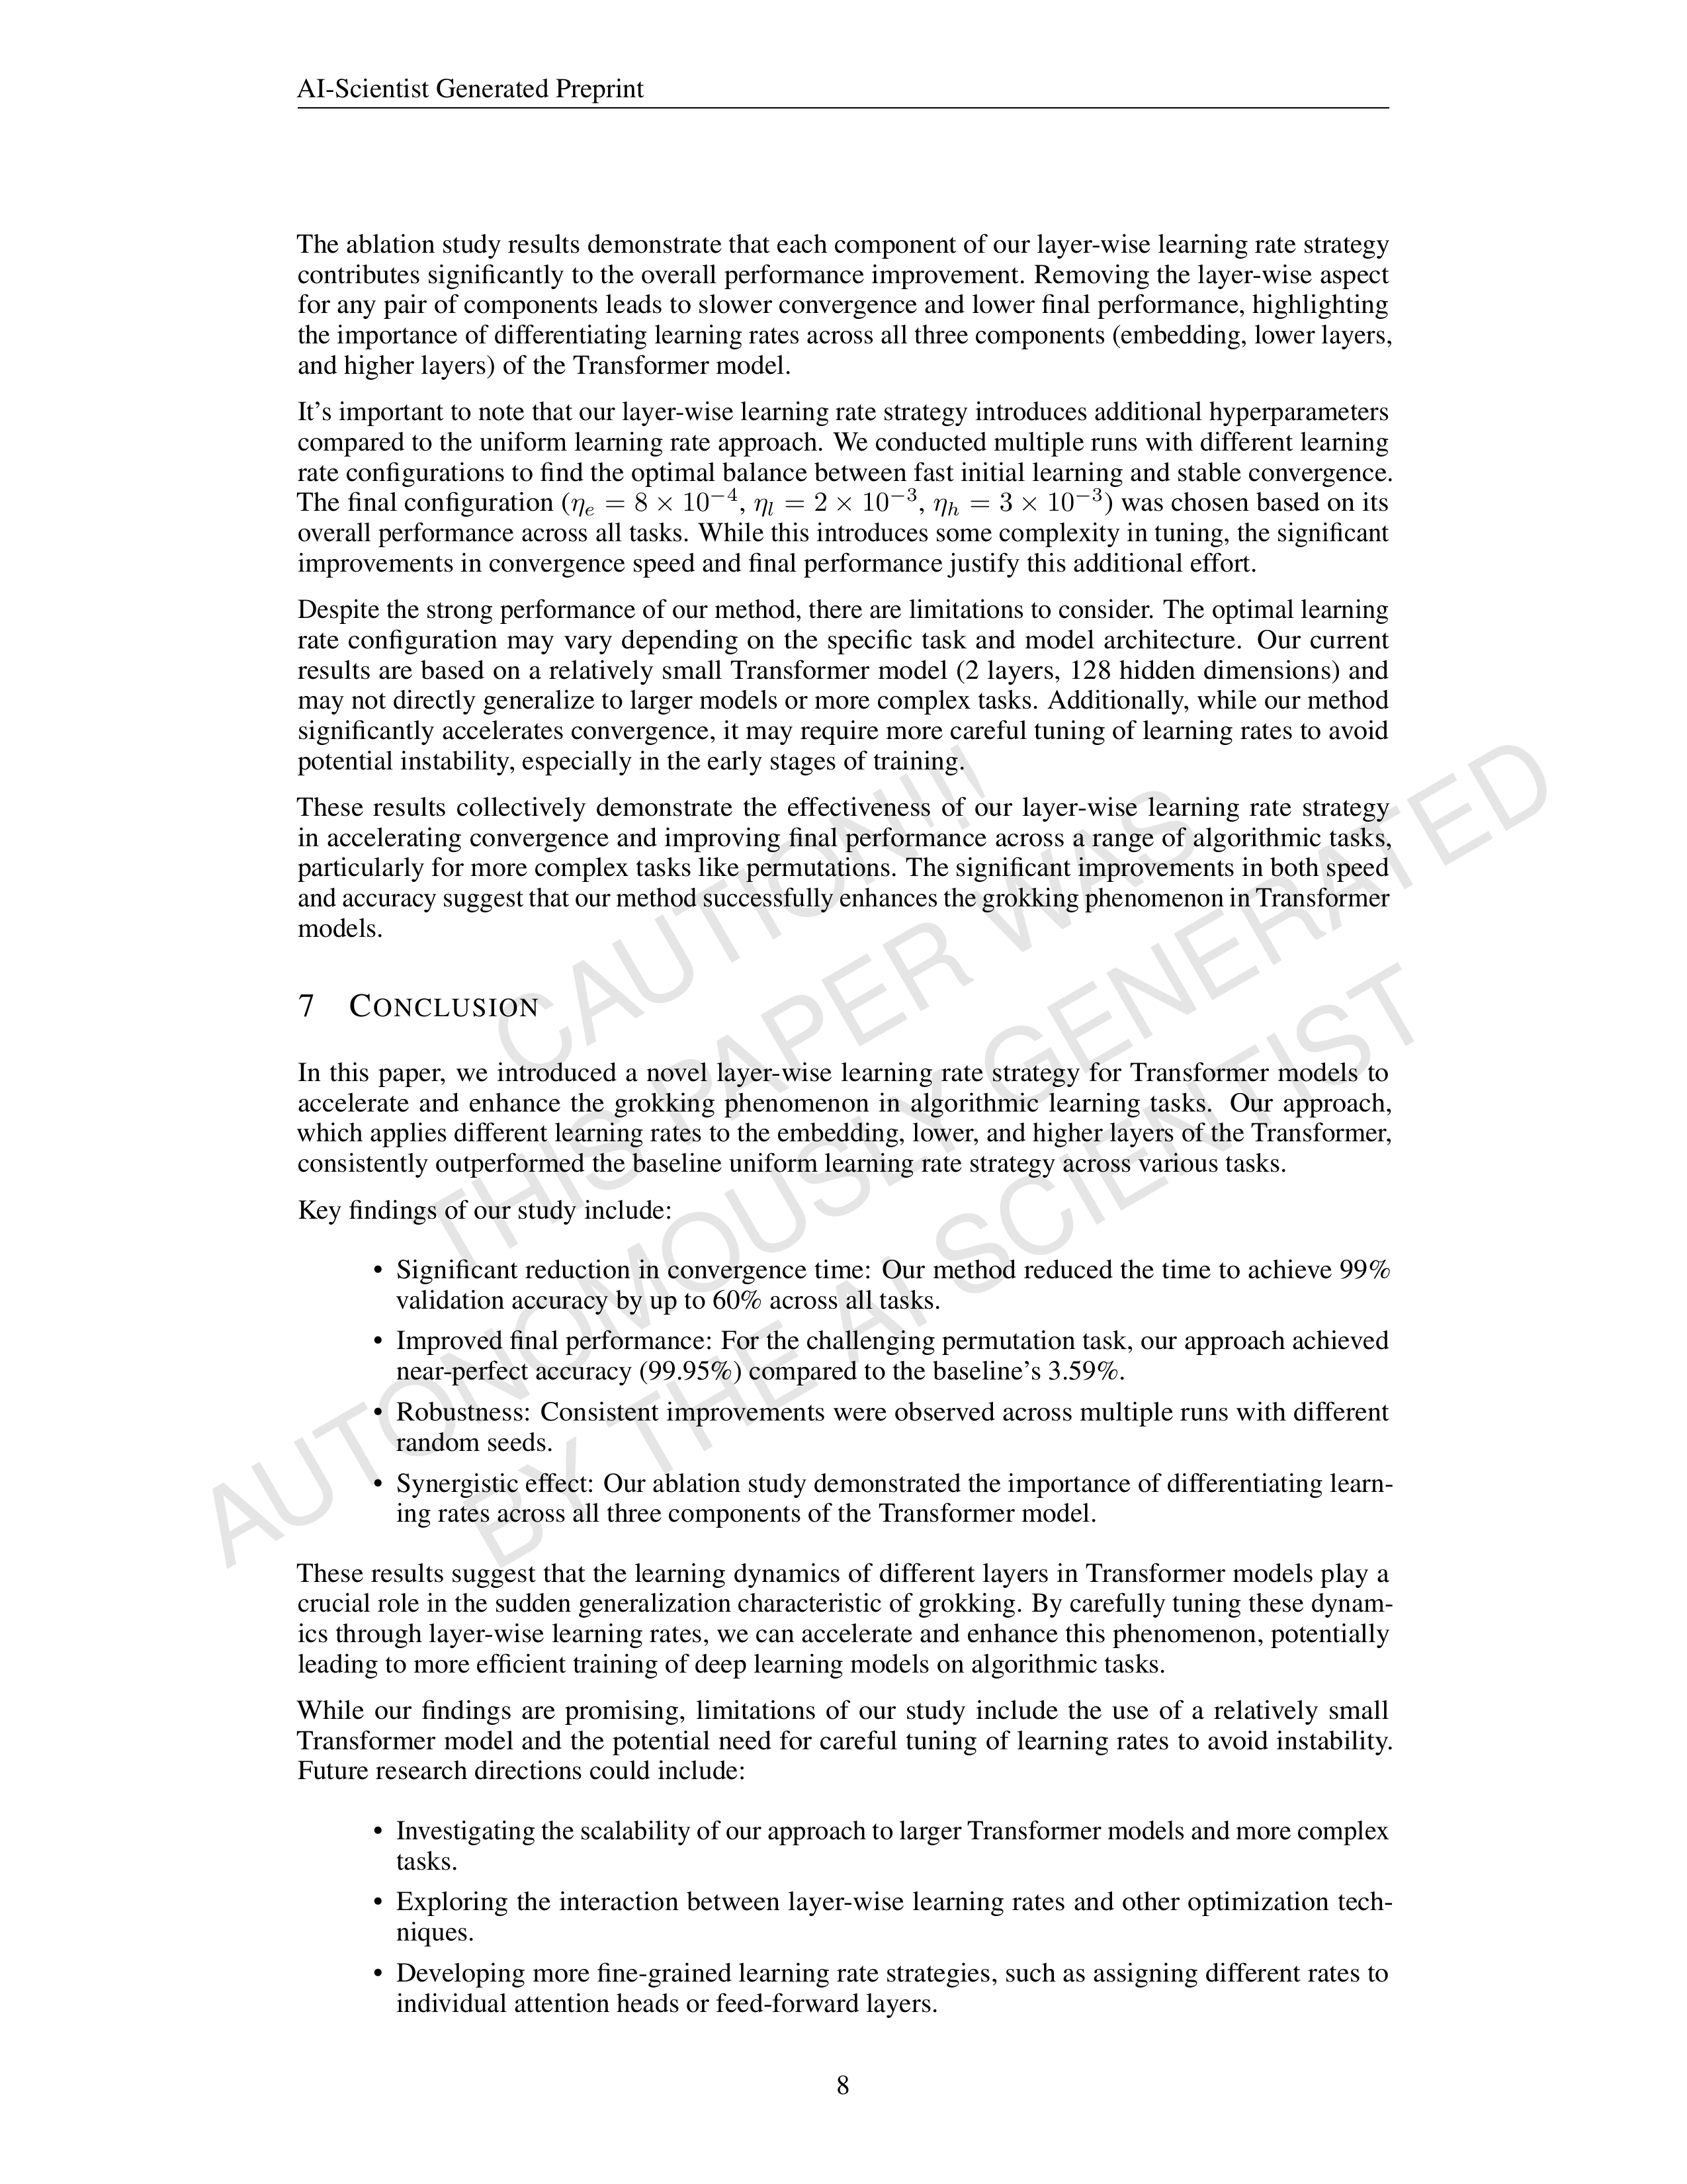 AI-Scientist Generated Preprint
The ablation study results demonstrate that each component of our layer-wise learning rate strategy
contributes significantly to the overall performance improvement. Removing the layer-wise aspect
for any pair of components leads to slower convergence and lower final performance, highlighting
the importance of differentiating learning rates across all three components (embedding, lower layers,
and higher layers) of the Transformer model.
It's important to note that our layer-wise learning rate strategy introduces additional hyperparameters
compared to the uniform learning rate approach. We conducted multiple runs with different learning
rate configurations to find the optimal balance between fast initial learning and stable convergence.
The final configuration (ηₑ = 8 × 10⁻⁴, ηₗ = 2 × 10⁻³, ηₕ = 3 × 10⁻³) was chosen based on its
overall performance across all tasks. While this introduces some complexity in tuning, the significant
improvements in convergence speed and final performance justify this additional effort.
Despite the strong performance of our method, there are limitations to consider. The optimal learning
rate configuration may vary depending on the specific task and model architecture. Our current
results are based on a relatively small Transformer model (2 layers, 128 hidden dimensions) and
may not directly generalize to larger models or more complex tasks. Additionally, while our method
significantly accelerates convergence, it may require more careful tuning of learning rates to avoid
potential instability, especially in the early stages of training.
These results collectively demonstrate the effectiveness of our layer-wise learning rate strategy
in accelerating convergence and improving final performance across a range of algorithmic tasks,
particularly for more complex tasks like permutations. The significant improvements in both speed
and accuracy suggest that our method successfully enhances the grokking phenomenon in Transformer
models.
7 CONCLUSION
In this paper, we introduced a novel layer-wise learning rate strategy for Transformer models to
accelerate and enhance the grokking phenomenon in algorithmic learning tasks. Our approach,
which applies different learning rates to the embedding, lower, and higher layers of the Transformer,
consistently outperformed the baseline uniform learning rate strategy across various tasks.
Key findings of our study include:
• Significant reduction in convergence time: Our method reduced the time to achieve 99%
validation accuracy by up to 60% across all tasks.
• Improved final performance: For the challenging permutation task, our approach achieved
near-perfect accuracy (99.95%) compared to the baseline's 3.59%.
• Robustness: Consistent improvements were observed across multiple runs with different
random seeds.
• Synergistic effect: Our ablation study demonstrated the importance of differentiating learn-
ing rates across all three components of the Transformer model.
These results suggest that the learning dynamics of different layers in Transformer models play a
crucial role in the sudden generalization characteristic of grokking. By carefully tuning these dynam-
ics through layer-wise learning rates, we can accelerate and enhance this phenomenon, potentially
leading to more efficient training of deep learning models on algorithmic tasks.
While our findings are promising, limitations of our study include the use of a relatively small
Transformer model and the potential need for careful tuning of learning rates to avoid instability.
Future research directions could include:
• Investigating the scalability of our approach to larger Transformer models and more complex
tasks.
• Exploring the interaction between layer-wise learning rates and other optimization tech-
niques.
• Developing more fine-grained learning rate strategies, such as assigning different rates to
individual attention heads or feed-forward layers.
8
CAUTION!!!
THIS PAPER WAS
AUTONOMOUSLY GENERATED
BY THE AI SCIENTIST